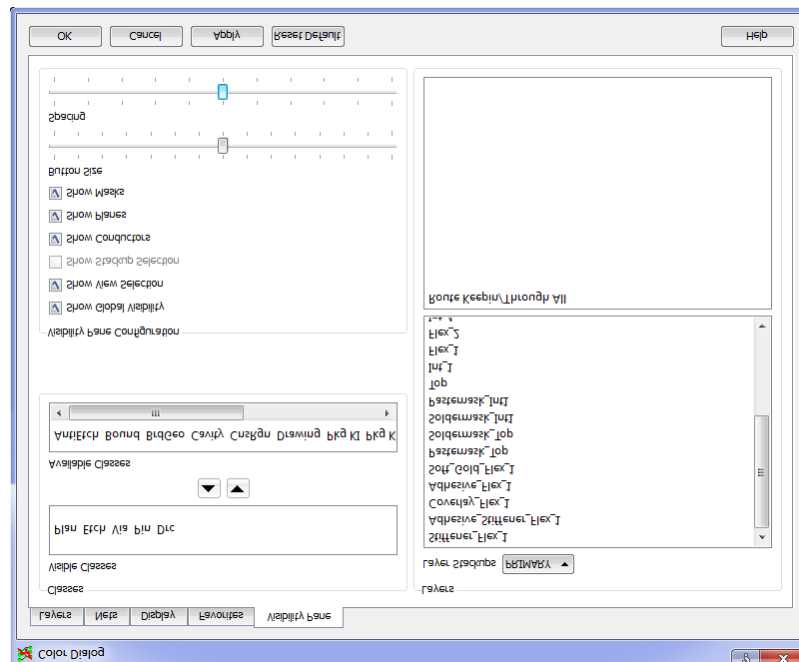 Color Dialog
Layers Nets Display Favorites Visibility Pane
Classes
Visible Classes
Plan Etch Via Pin Drc
Available Classes
AntiEtch Bound BrdGeo Cavity CnsRgn Drawing Pkg KI Pkg K
Visibility Pane Configuration
Show Global Visibility
Show View Selection
Show Stackup Selection
Show Conductors
Show Planes
Show Masks
Button Size
Spacing
Layers
Layer Stackups PRIMARY
Stiffener_Flex_1
Adhesive_Stiffener_Flex_1
Coverlay_Flex_1
Adhesive_Flex_1
Soft_Gold_Flex_1
Pastemask_Top
Soldermask_Top
Soldermask_Int1
Pastemask_Int1
Top
Int_1
Flex_1
Flex_2
Route Keepin/Through All
OK Cancel Apply Reset Default Help